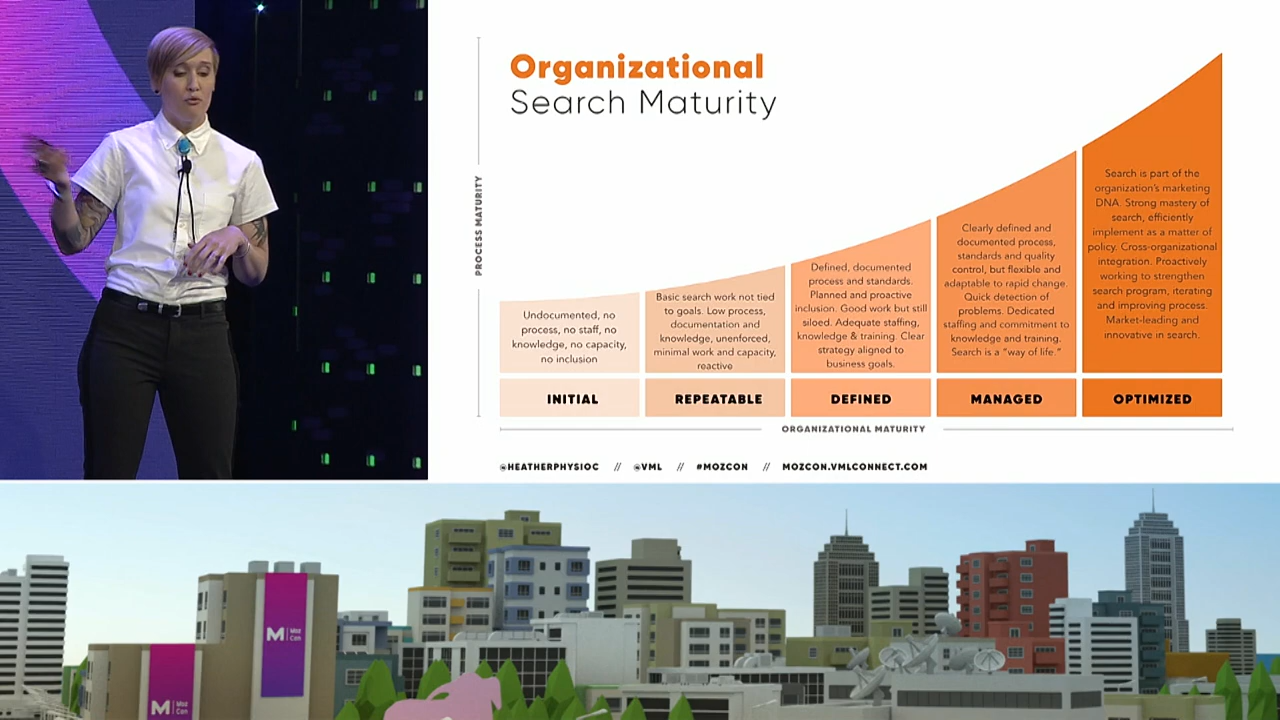 Organizational
Search Maturity
PROCESS MATURITY
Undocumented, no
process, no staff, no
knowledge, no capacity,
no inclusion
Basic search work not tied
to goals. Low process,
documentation and
knowledge, unenforced,
minimal work and capacity,
reactive
Defined, documented
process and standards.
Planned and proactive
inclusion. Good work but still
siloed. Adequate staffing,
knowledge & training. Clear
strategy aligned to
business goals.
Clearly defined and
documented process,
standards and quality
control, but flexible and
adaptable to rapid change.
Quick detection of
problems. Dedicated
staffing and commitment to
knowledge and training.
Search is a "way of life."
Search is part of the
organization's marketing
DNA. Strong mastery of
search, efficiently
implement as a matter of
policy. Cross-organizational
integration. Proactively
working to strengthen
search program, iterating
and improving process.
Market-leading and
innovative in search.
INITIAL
REPEATABLE
DEFINED
MANAGED
OPTIMIZED
ORGANIZATIONAL MATURITY
@HEATHERPHYSIOC // @VML // #MOZCON // MOZCON.VMLCONNECT.COM
M Moz
Con
M Moz
Con